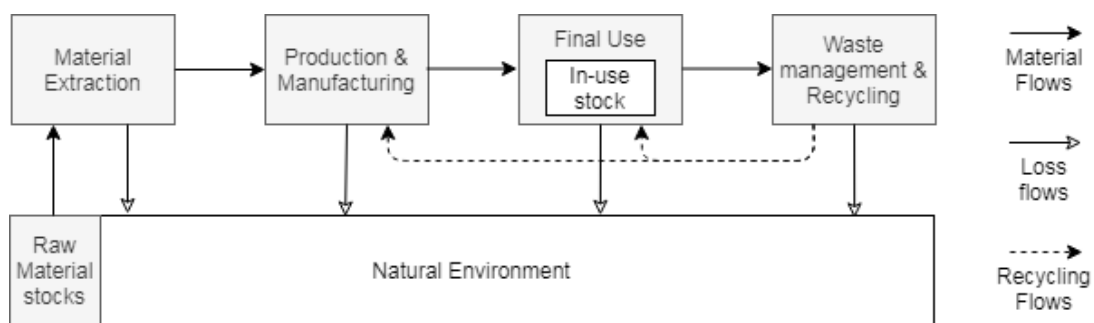 Material
Extraction
Production &
Manufacturing
Final Use
In-use
stock
Waste
management &
Recycling
Material
Flows
Loss
flows
Recycling
Flows
Raw
Material
stocks
Natural Environment